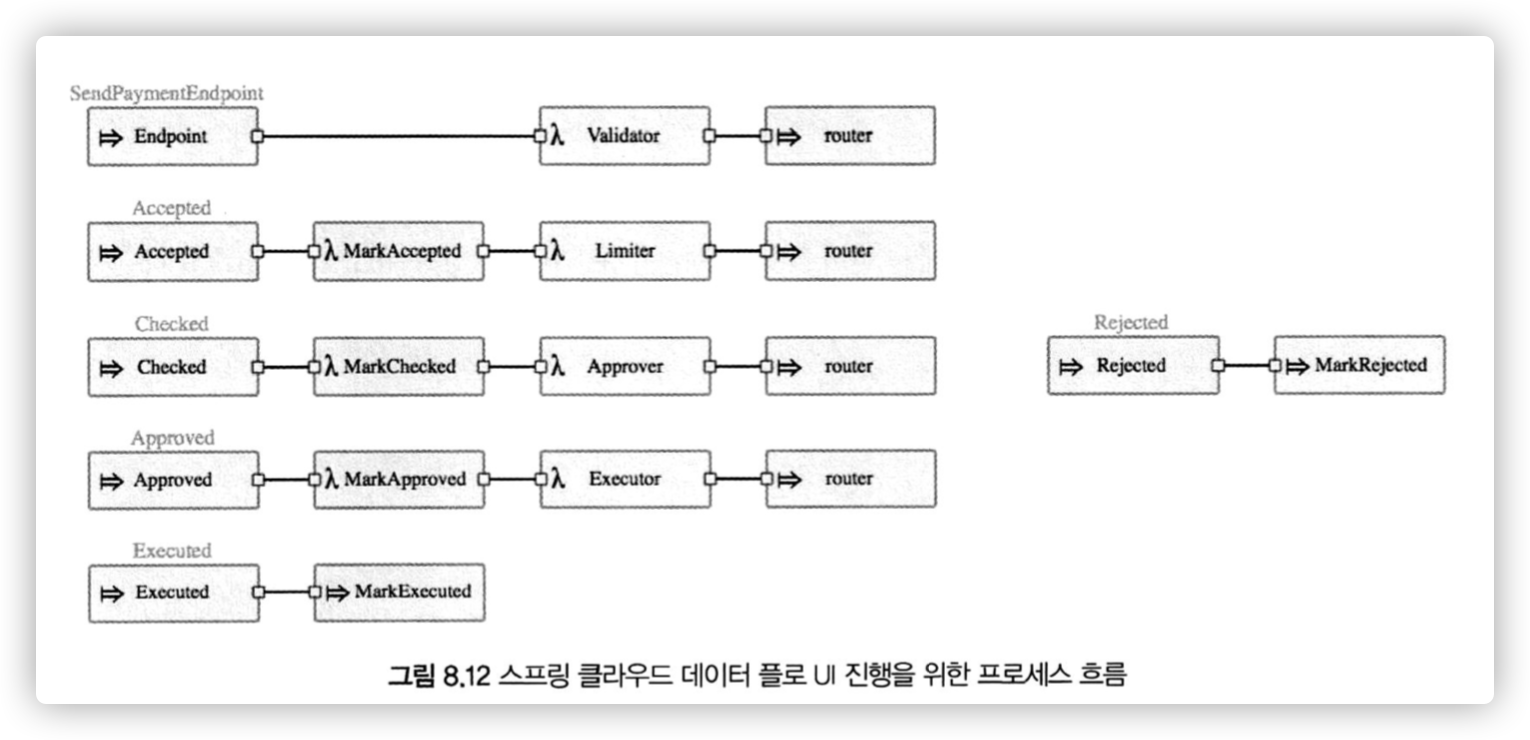 SendPaymentEndpoint
Endpoint λ Validator router
Accepted
Accepted λ MarkAccepted λ Limiter router
Checked
Checked λ MarkChecked λ Approver router
Rejected
Rejected MarkRejected
Approved
Approved λ MarkApproved λ Executor router
Executed
Executed MarkExecuted
그림 8.12 스프링 클라우드 데이터 플로 UI 진행을 위한 프로세스 흐름